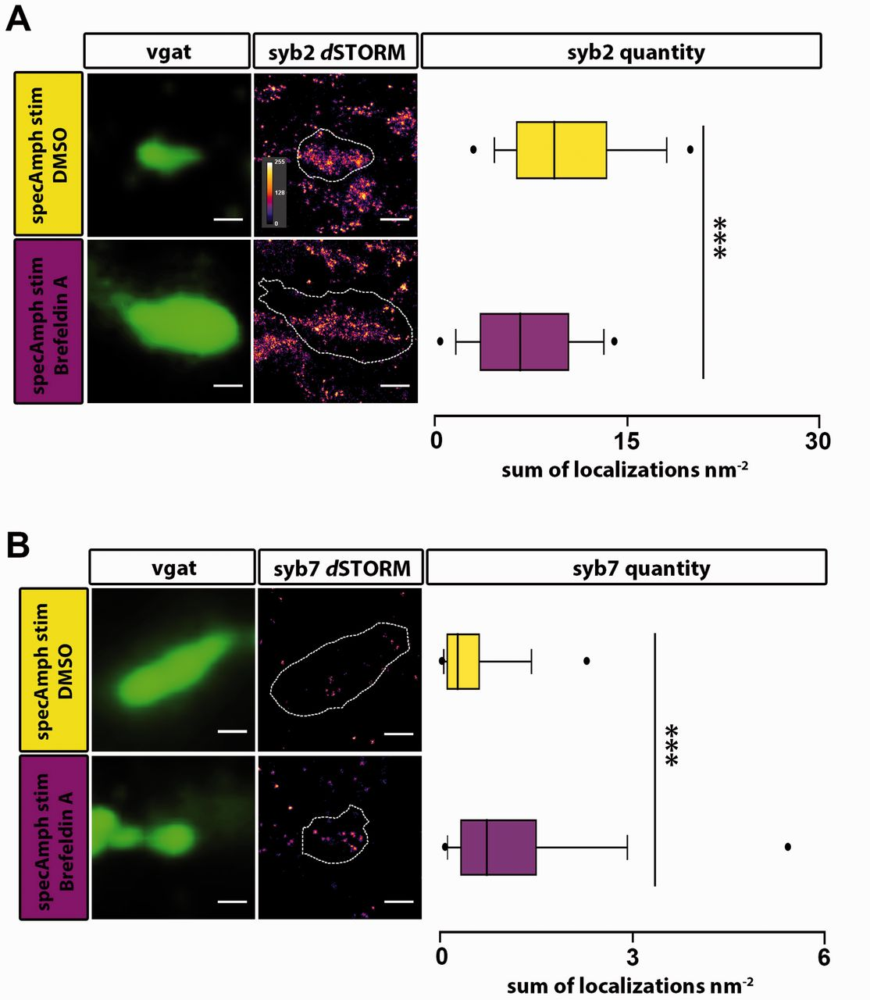 A
vgat
syb2 dSTORM
syb2 quantity
specAmph stim
DMSO
255
128
0
***
specAmph stim
Brefeldin A
0
15
30
sum of localizations nm-2
B
vgat
syb7 dSTORM
syb7 quantity
specAmph stim
DMSO
***
specAmph stim
Brefeldin A
0
3
6
sum of localizations nm-2